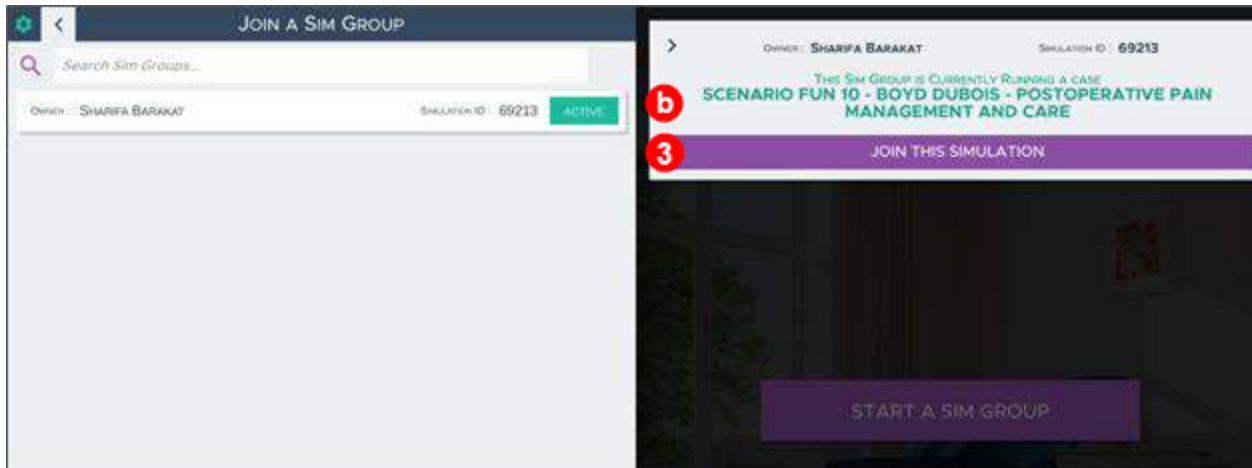 JOIN A SIM GROUP
Search Sim Groups...
OWNER : SHARIFA BARAKAT SIMULATION ID : 69213 ACTIVE
OWNER : SHARIFA BARAKAT SIMULATION ID : 69213
THIS SIM GROUP IS CURRENTLY RUNNING A CASE
b
SCENARIO FUN 10 - BOYD DUBOIS - POSTOPERATIVE PAIN
MANAGEMENT AND CARE
3
JOIN THIS SIMULATION
START A SIM GROUP